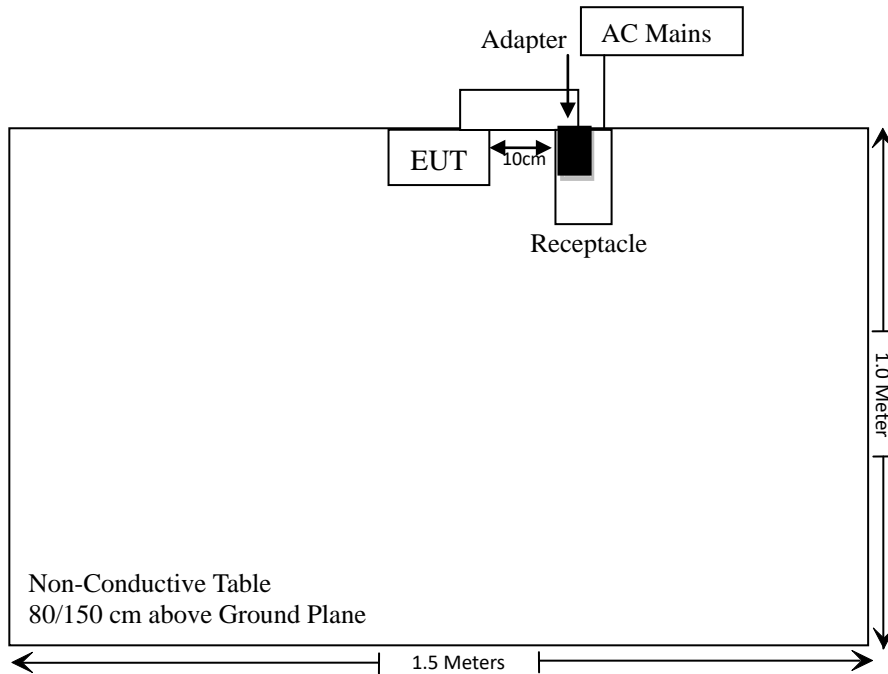 AC Mains
Adapter
EUT
10cm
Receptacle
1.0 Meter
Non-Conductive Table
80/150 cm above Ground Plane
1.5 Meters